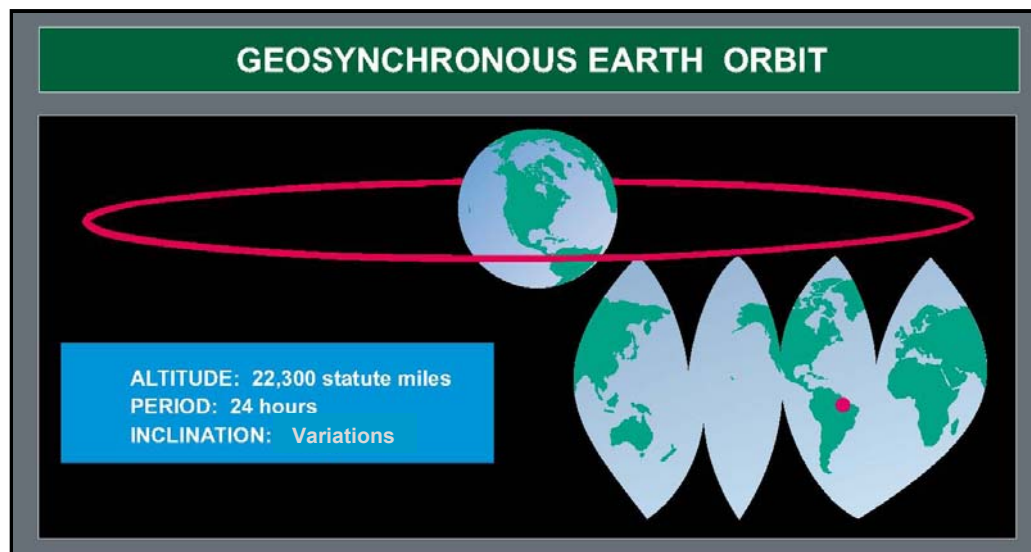 GEOSYNCHRONOUS EARTH ORBIT
ALTITUDE: 22,300 statute miles
PERIOD: 24 hours
INCLINATION: Variations